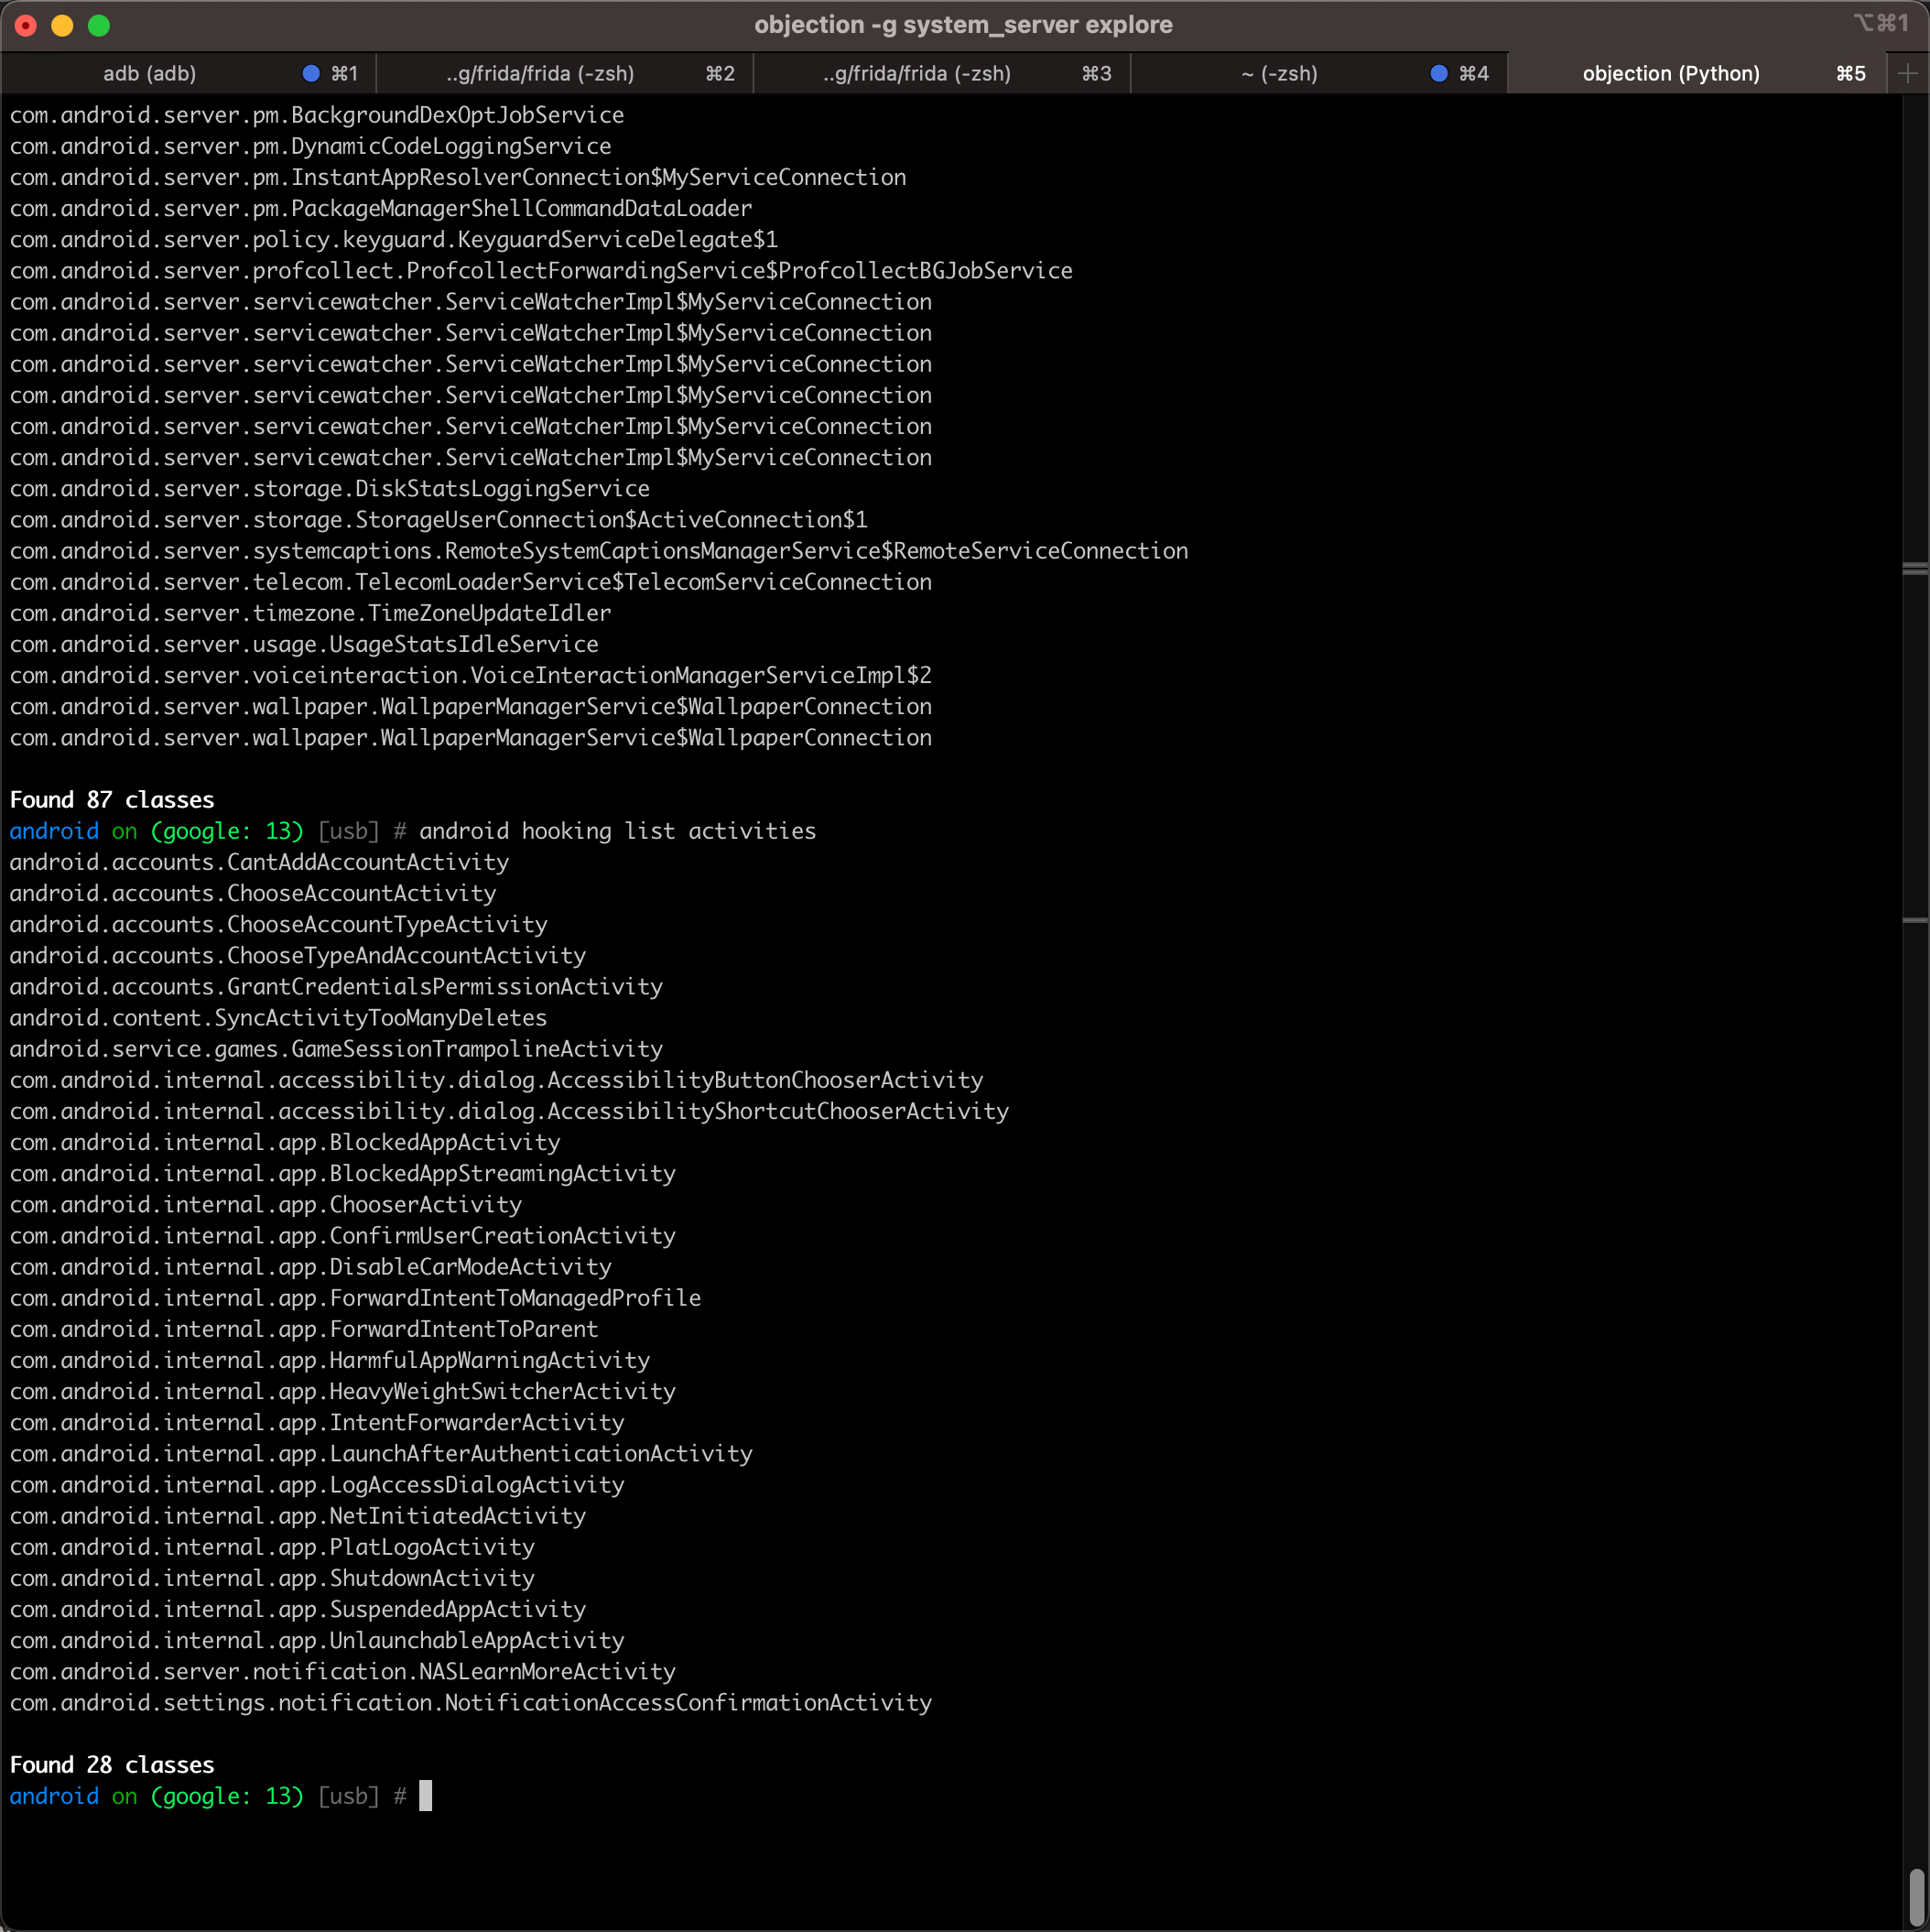 objection -g system_server explore
⌥⌘1
adb (adb) ⌘1 ..g/frida/frida (-zsh) ⌘2 ..g/frida/frida (-zsh) ⌘3 ~ (-zsh) ⌘4 objection (Python) ⌘5
com.android.server.pm.BackgroundDexOptJobService
com.android.server.pm.DynamicCodeLoggingService
com.android.server.pm.InstantAppResolverConnection$MyServiceConnection
com.android.server.pm.PackageManagerShellCommandDataLoader
com.android.server.policy.keyguard.KeyguardServiceDelegate$1
com.android.server.profcollect.ProfcollectForwardingService$ProfcollectBGJobService
com.android.server.servicewatcher.ServiceWatcherImpl$MyServiceConnection
com.android.server.servicewatcher.ServiceWatcherImpl$MyServiceConnection
com.android.server.servicewatcher.ServiceWatcherImpl$MyServiceConnection
com.android.server.servicewatcher.ServiceWatcherImpl$MyServiceConnection
com.android.server.servicewatcher.ServiceWatcherImpl$MyServiceConnection
com.android.server.servicewatcher.ServiceWatcherImpl$MyServiceConnection
com.android.server.storage.DiskStatsLoggingService
com.android.server.storage.StorageUserConnection$ActiveConnection$1
com.android.server.systemcaptions.RemoteSystemCaptionsManagerService$RemoteServiceConnection
com.android.server.telecom.TelecomLoaderService$TelecomServiceConnection
com.android.server.timezone.TimeZoneUpdateIdler
com.android.server.usage.UsageStatsIdleService
com.android.server.voiceinteraction.VoiceInteractionManagerServiceImpl$2
com.android.server.wallpaper.WallpaperManagerService$WallpaperConnection
com.android.server.wallpaper.WallpaperManagerService$WallpaperConnection
Found 87 classes
android on (google: 13) [usb] # android hooking list activities
android.accounts.CantAddAccountActivity
android.accounts.ChooseAccountActivity
android.accounts.ChooseAccountTypeActivity
android.accounts.ChooseTypeAndAccountActivity
android.accounts.GrantCredentialsPermissionActivity
android.content.SyncActivityTooManyDeletes
android.service.games.GameSessionTrampolineActivity
com.android.internal.accessibility.dialog.AccessibilityButtonChooserActivity
com.android.internal.accessibility.dialog.AccessibilityShortcutChooserActivity
com.android.internal.app.BlockedAppActivity
com.android.internal.app.BlockedAppStreamingActivity
com.android.internal.app.ChooserActivity
com.android.internal.app.ConfirmUserCreationActivity
com.android.internal.app.DisableCarModeActivity
com.android.internal.app.ForwardIntentToManagedProfile
com.android.internal.app.ForwardIntentToParent
com.android.internal.app.HarmfulAppWarningActivity
com.android.internal.app.HeavyWeightSwitcherActivity
com.android.internal.app.IntentForwarderActivity
com.android.internal.app.LaunchAfterAuthenticationActivity
com.android.internal.app.LogAccessDialogActivity
com.android.internal.app.NetInitiatedActivity
com.android.internal.app.PlatLogoActivity
com.android.internal.app.ShutdownActivity
com.android.internal.app.SuspendedAppActivity
com.android.internal.app.UnlaunchableAppActivity
com.android.server.notification.NASLearnMoreActivity
com.android.settings.notification.NotificationAccessConfirmationActivity
Found 28 classes
android on (google: 13) [usb] #